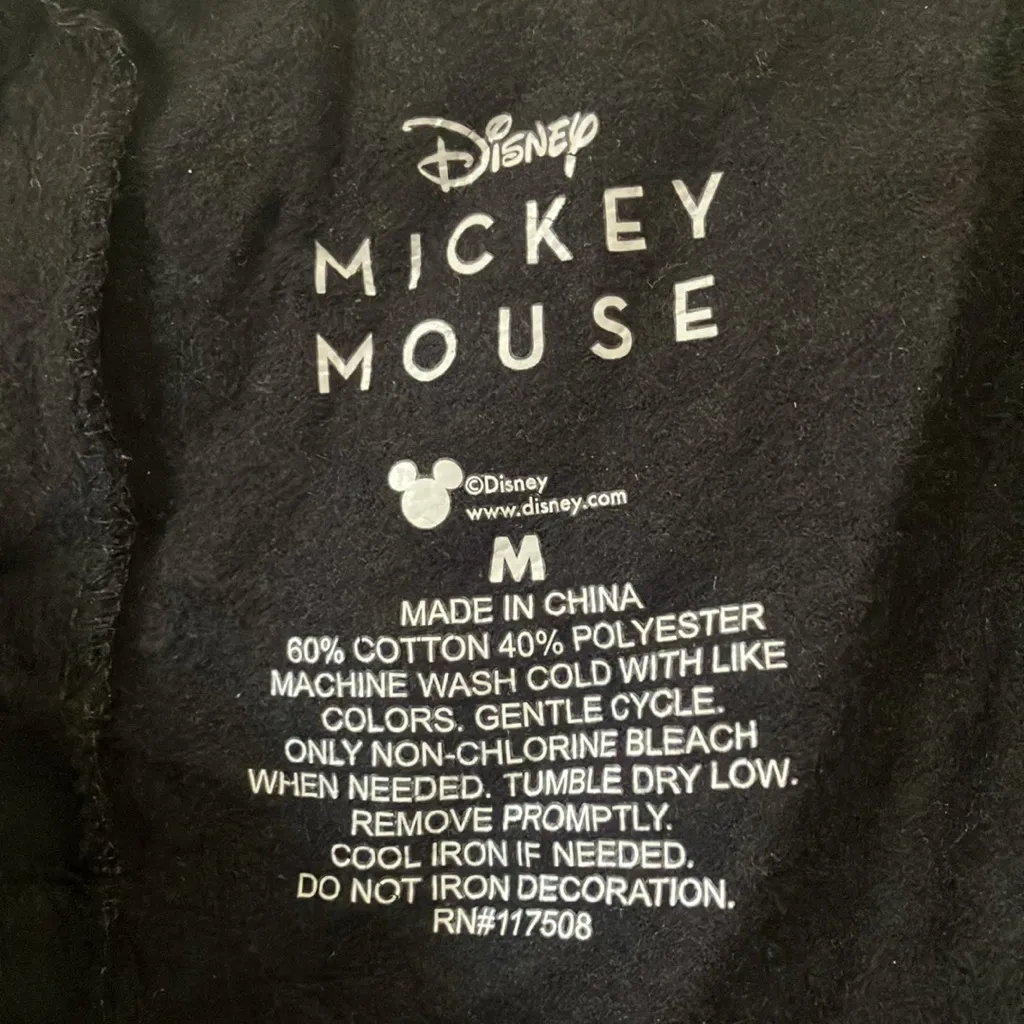 Disney
MICKEY
MOUSE
©Disney
www.disney.com
M
MADE IN CHINA
60% COTTON 40% POLYESTER
MACHINE WASH COLD WITH LIKE
COLORS. GENTLE CYCLE.
ONLY NON-CHLORINE BLEACH
WHEN NEEDED. TUMBLE DRY LOW.
REMOVE PROMPTLY.
COOL IRON IF NEEDED.
DO NOT IRON DECORATION.
RN#117508